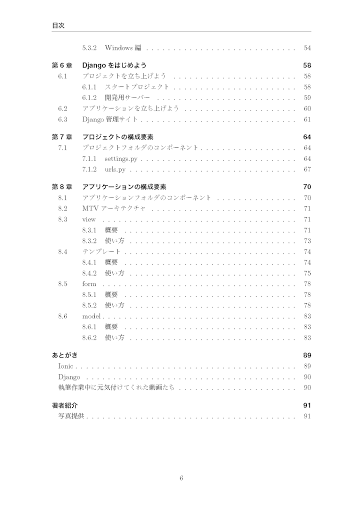 目次
5.3.2 Windows 編 . . . . . . . . . . . . . . . . . . . . . . . . . . . 54
第 6 章 Django をはじめよう 58
6.1 プロジェクトを立ち上げよう . . . . . . . . . . . . . . . . . . . . . . 58
6.1.1 スタートプロジェクト . . . . . . . . . . . . . . . . . . . . . . 58
6.1.2 開発用サーバー . . . . . . . . . . . . . . . . . . . . . . . . . 59
6.2 アプリケーションを立ち上げよう . . . . . . . . . . . . . . . . . . . . 60
6.3 Django 管理サイト . . . . . . . . . . . . . . . . . . . . . . . . . . . 61
第 7 章 プロジェクトの構成要素 64
7.1 プロジェクトフォルダのコンポーネント . . . . . . . . . . . . . . . . . 64
7.1.1 settings.py . . . . . . . . . . . . . . . . . . . . . . . . . . . . 64
7.1.2 urls.py . . . . . . . . . . . . . . . . . . . . . . . . . . . . . . 67
第 8 章 アプリケーションの構成要素 70
8.1 アプリケーションフォルダのコンポーネント . . . . . . . . . . . . . . . 70
8.2 MTV アーキテクチャ . . . . . . . . . . . . . . . . . . . . . . . . . . 71
8.3 view . . . . . . . . . . . . . . . . . . . . . . . . . . . . . . . . . . 71
8.3.1 概要 . . . . . . . . . . . . . . . . . . . . . . . . . . . . . . . 71
8.3.2 使い方 . . . . . . . . . . . . . . . . . . . . . . . . . . . . . . 73
8.4 テンプレート . . . . . . . . . . . . . . . . . . . . . . . . . . . . . . 74
8.4.1 概要 . . . . . . . . . . . . . . . . . . . . . . . . . . . . . . . 74
8.4.2 使い方 . . . . . . . . . . . . . . . . . . . . . . . . . . . . . . 75
8.5 form . . . . . . . . . . . . . . . . . . . . . . . . . . . . . . . . . . 78
8.5.1 概要 . . . . . . . . . . . . . . . . . . . . . . . . . . . . . . . 78
8.5.2 使い方 . . . . . . . . . . . . . . . . . . . . . . . . . . . . . . 78
8.6 model . . . . . . . . . . . . . . . . . . . . . . . . . . . . . . . . . 83
8.6.1 概要 . . . . . . . . . . . . . . . . . . . . . . . . . . . . . . . 83
8.6.2 使い方 . . . . . . . . . . . . . . . . . . . . . . . . . . . . . . 83
あとがき 89
Ionic . . . . . . . . . . . . . . . . . . . . . . . . . . . . . . . . . . . . 89
Django . . . . . . . . . . . . . . . . . . . . . . . . . . . . . . . . . . . 90
執筆作業中に元気付けてくれた動画たち . . . . . . . . . . . . . . . . . . . . 90
著者紹介 91
写真提供 . . . . . . . . . . . . . . . . . . . . . . . . . . . . . . . . . . 91
6